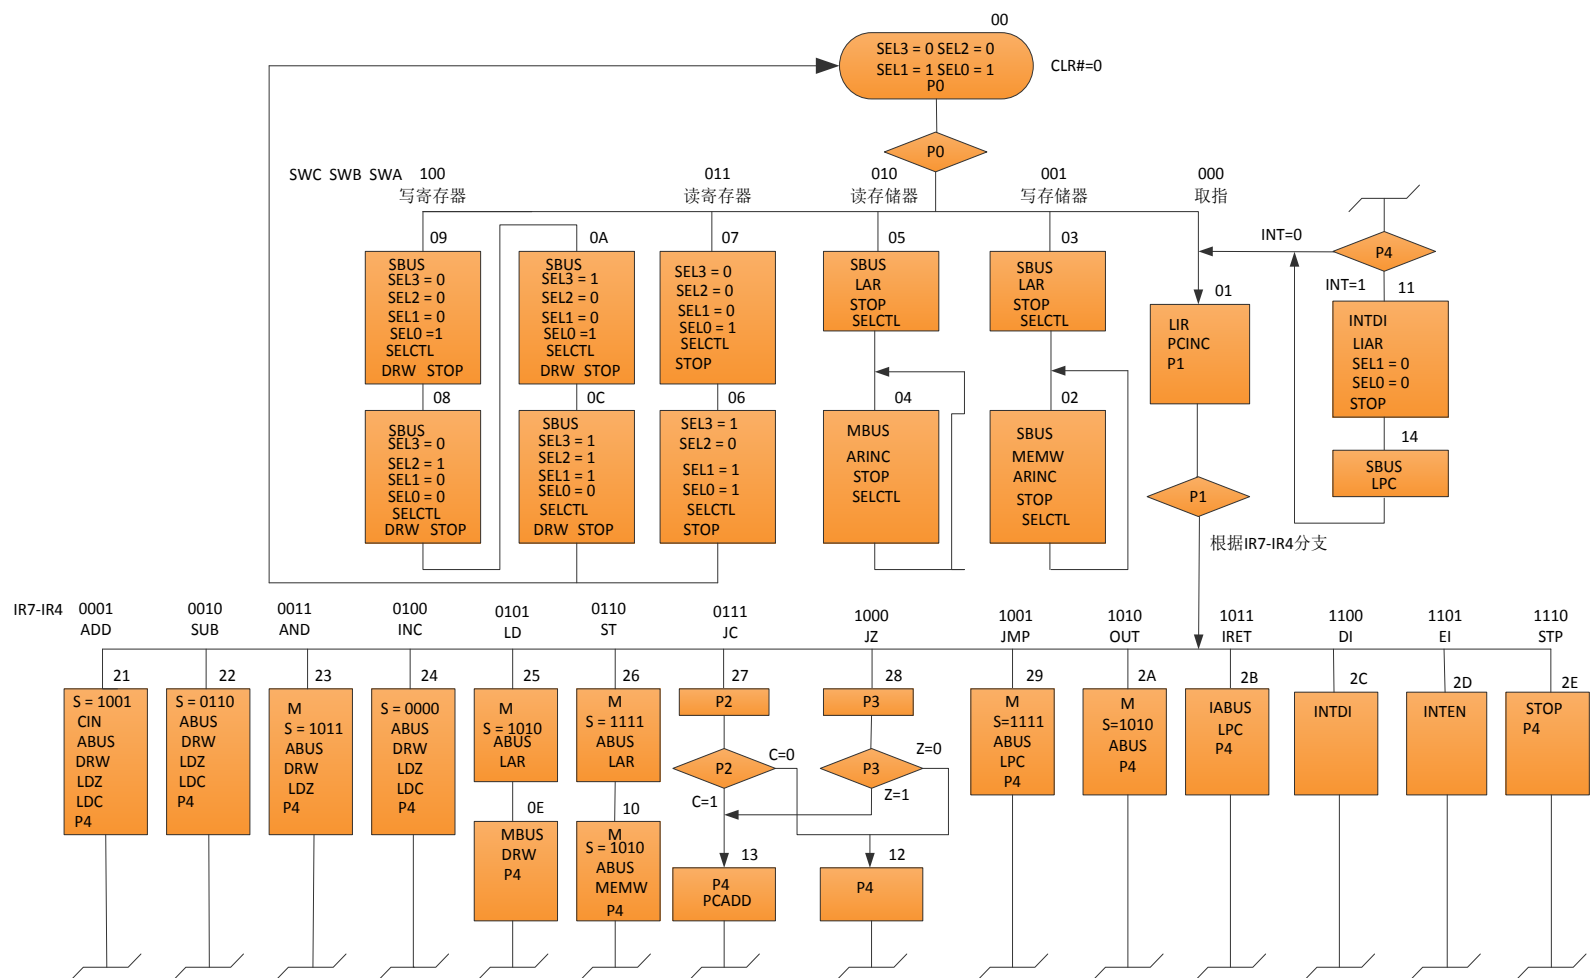 00
SEL3 = 0 SEL2 = 0
SEL1 = 1 SEL0 = 1
P0
CLR#=0
P0
SWC SWB SWA 100
写寄存器
011
读寄存器
010
读存储器
001
写存储器
000
取指
09
SBUS
SEL3 = 0
SEL2 = 0
SEL1 = 0
SEL0 =1
SELCTL
DRW STOP
08
SBUS
SEL3 = 0
SEL2 = 1
SEL1 = 0
SEL0 = 0
SELCTL
DRW STOP
0A
SBUS
SEL3 = 1
SEL2 = 0
SEL1 = 0
SEL0 =1
SELCTL
DRW STOP
0C
SBUS
SEL3 = 1
SEL2 = 1
SEL1 = 1
SEL0 = 0
SELCTL
DRW STOP
07
SEL3 = 0
SEL2 = 0
SEL1 = 0
SEL0 = 1
SELCTL
STOP
06
SEL3 = 1
SEL2 = 0
SEL1 = 1
SEL0 = 1
SELCTL
STOP
05
SBUS
LAR
STOP
SELCTL
04
MBUS
ARINC
STOP
SELCTL
03
SBUS
LAR
STOP
SELCTL
02
SBUS
MEMW
ARINC
STOP
SELCTL
01
LIR
PCINC
P1
P1
根据IR7-IR4分支
INT=0
P4
INT=1
11
INTDI
LIAR
SEL1 = 0
SEL0 = 0
STOP
14
SBUS
LPC
IR7-IR4
0001
ADD
0010
SUB
0011
AND
0100
INC
0101
LD
0110
ST
0111
JC
1000
JZ
1001
JMP
1010
OUT
1011
IRET
1100
DI
1101
EI
1110
STP
21
S = 1001
CIN
ABUS
DRW
LDZ
LDC
P4
22
S = 0110
ABUS
DRW
LDZ
LDC
P4
23
M
S = 1011
ABUS
DRW
LDZ
P4
24
S = 0000
ABUS
DRW
LDZ
LDC
P4
25
M
S = 1010
ABUS
LAR
0E
MBUS
DRW
P4
26
M
S = 1111
ABUS
LAR
10
M
S = 1010
ABUS
MEMW
P4
27
P2
P2
C=0
C=1
13
P4
PCADD
28
P3
P3
Z=0
Z=1
12
P4
29
M
S=1111
ABUS
LPC
P4
2A
M
S=1010
ABUS
P4
2B
IABUS
LPC
P4
2C
INTDI
2D
INTEN
2E
STOP
P4